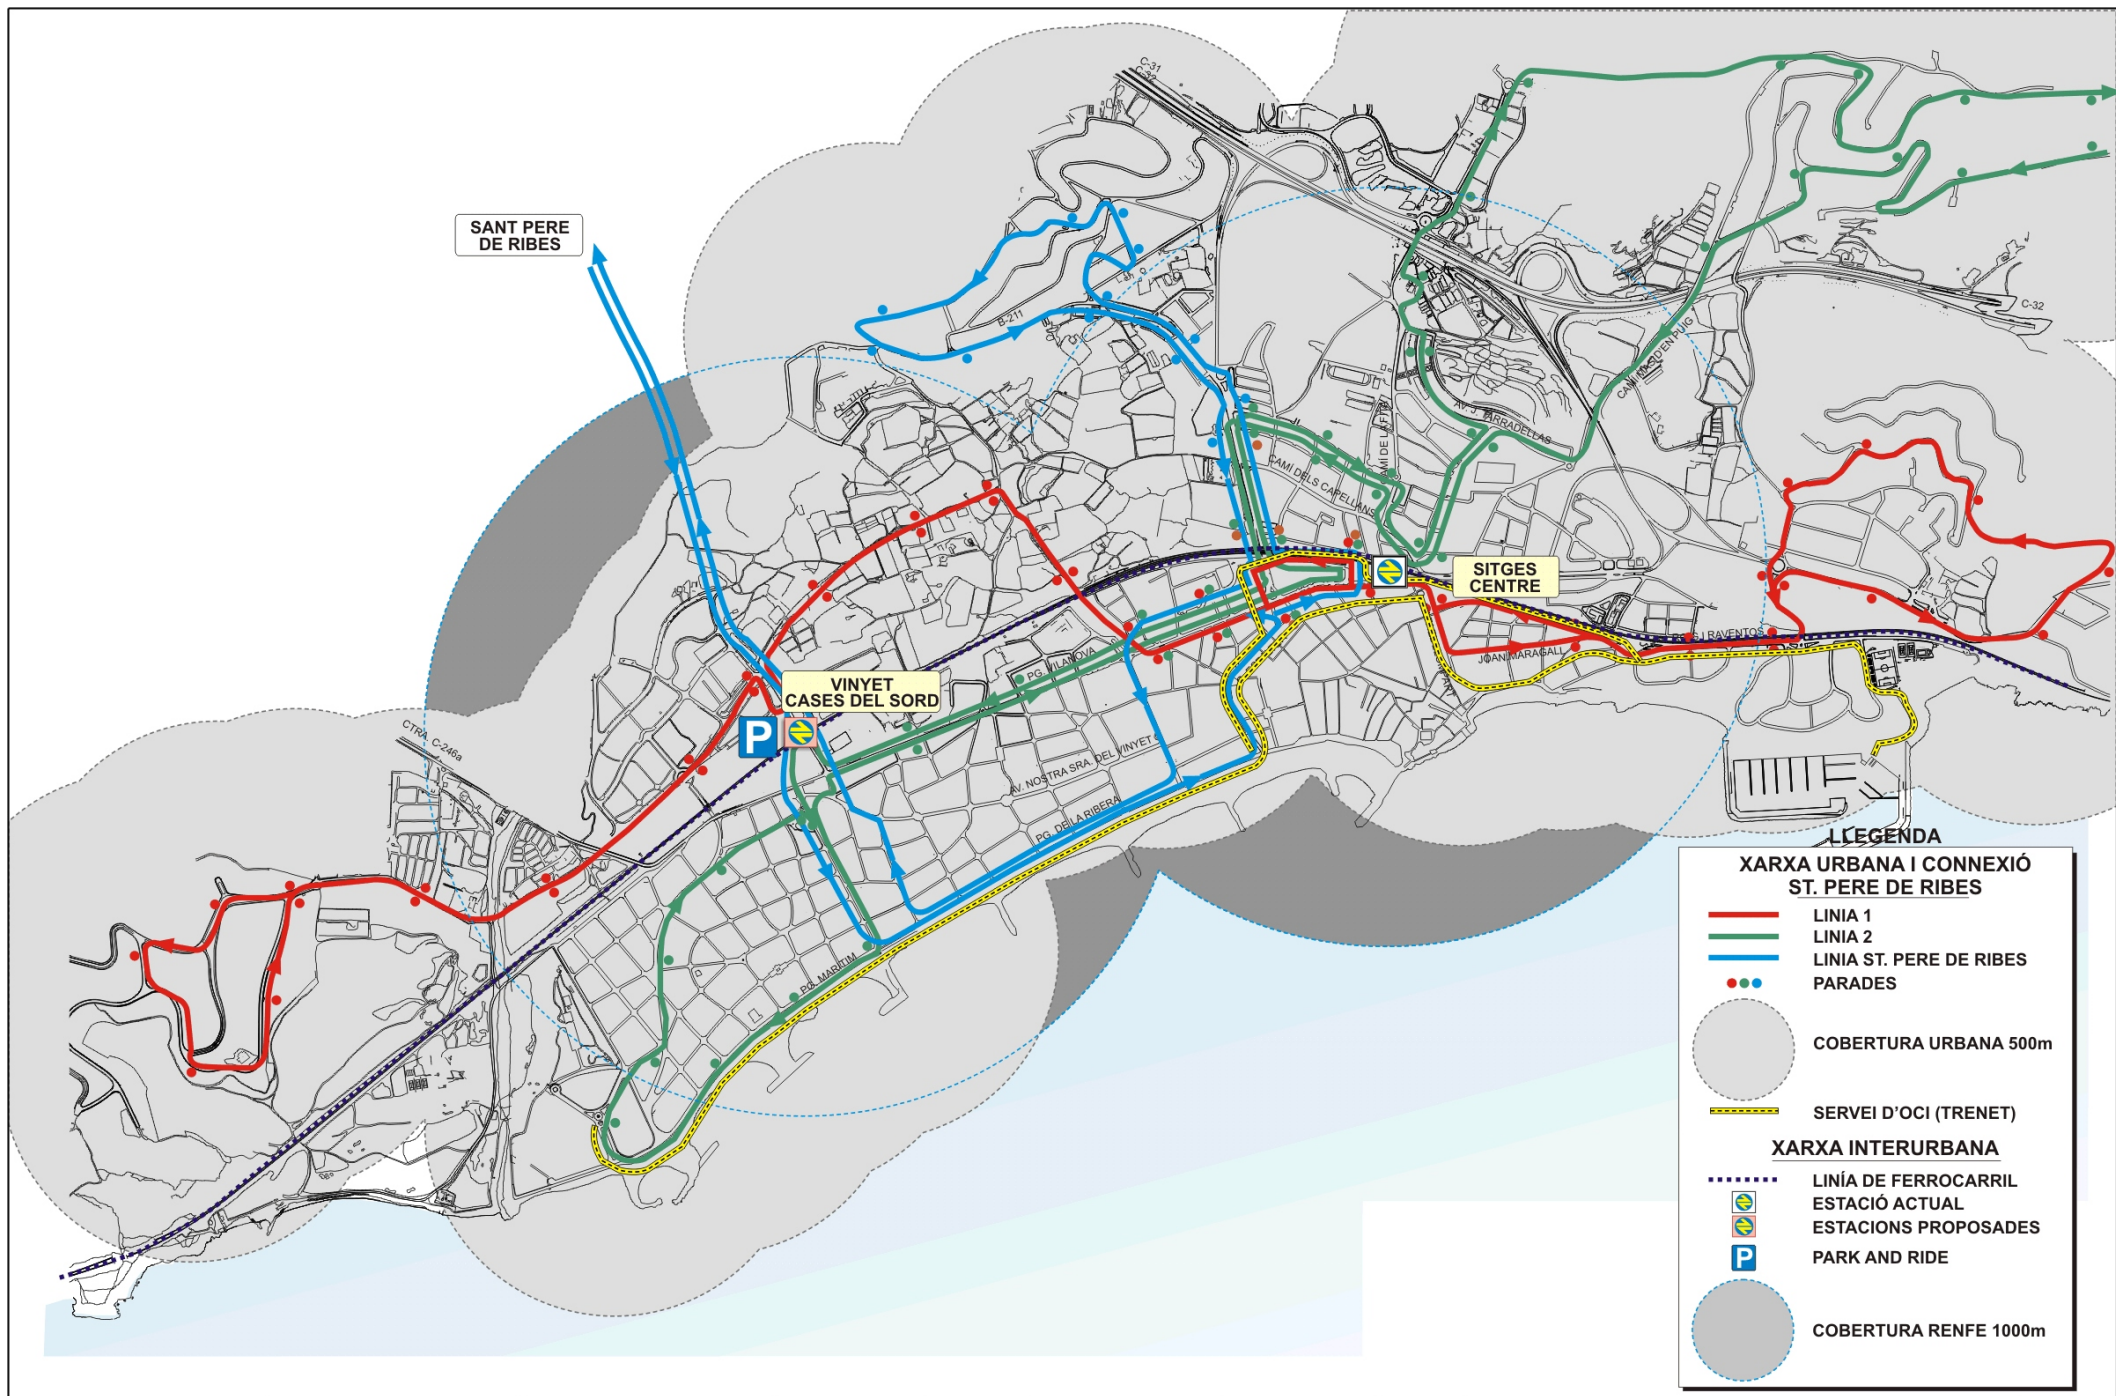 C-31
C-32
SANT PERE
DE RIBES
B-211
C-32
CAMÍ MAS D'EN PUIG
AV. J. TARRADELLAS
CAMÍ DE LA FITA
CAMÍ DELS CAPELLANS
SITGES
CENTRE
J RAVENTOS
JOAN MARAGALL
PG. VILANOVA
VINYET
CASES DEL SORD
P
CTRA. C-246a
AV. NOSTRA SRA. DEL VINYET
PG. DE LA RIBERA
PG. MARITIM
LLEGENDA
XARXA URBANA I CONNEXIÓ
ST. PERE DE RIBES
LINIA 1
LINIA 2
LINIA ST. PERE DE RIBES
PARADES
COBERTURA URBANA 500m
SERVEI D'OCI (TRENET)
XARXA INTERURBANA
LINÍA DE FERROCARRIL
ESTACIÓ ACTUAL
ESTACIONS PROPOSADES
P PARK AND RIDE
COBERTURA RENFE 1000m